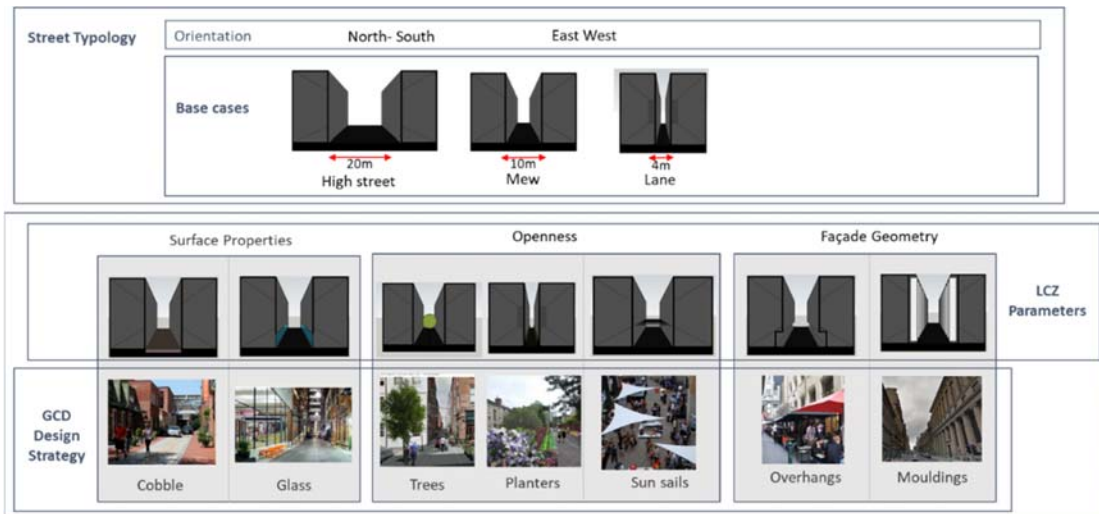 Street Typology
Orientation North- South East West
Base cases
20m 10m 4m
High street Mew Lane
Surface Properties Openness Façade Geometry
LCZ
Parameters
GCD
Design
Strategy
Cobble Glass Trees Planters Sun sails Overhangs Mouldings